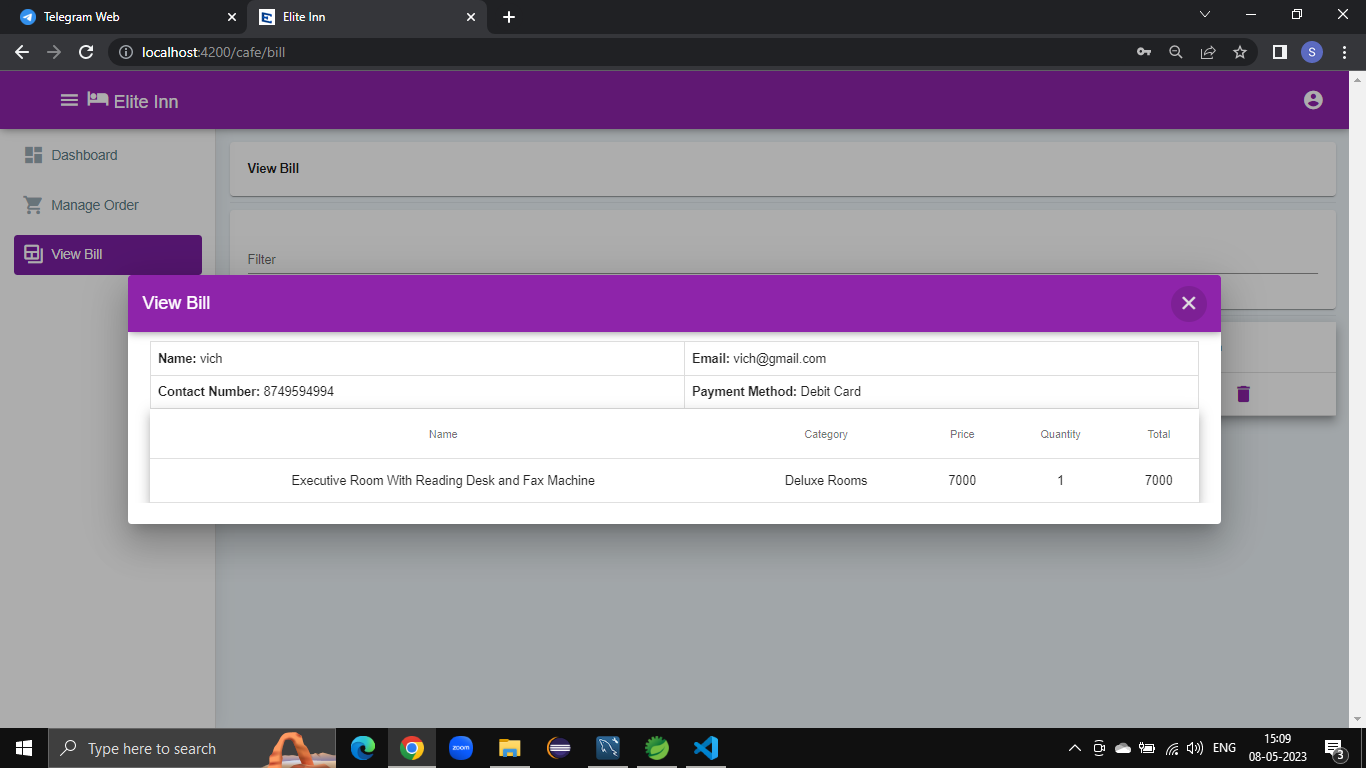 Telegram Web
Elite Inn
localhost:4200/cafe/bill
S
Elite Inn
Dashboard
Manage Order
View Bill
View Bill
Filter
View Bill
Name: vich
Email: vich@gmail.com
Contact Number: 8749594994
Payment Method: Debit Card
Name Category Price Quantity Total
Executive Room With Reading Desk and Fax Machine Deluxe Rooms 7000 1 7000
Type here to search
zoom
ENG
15:09
08-05-2023
3